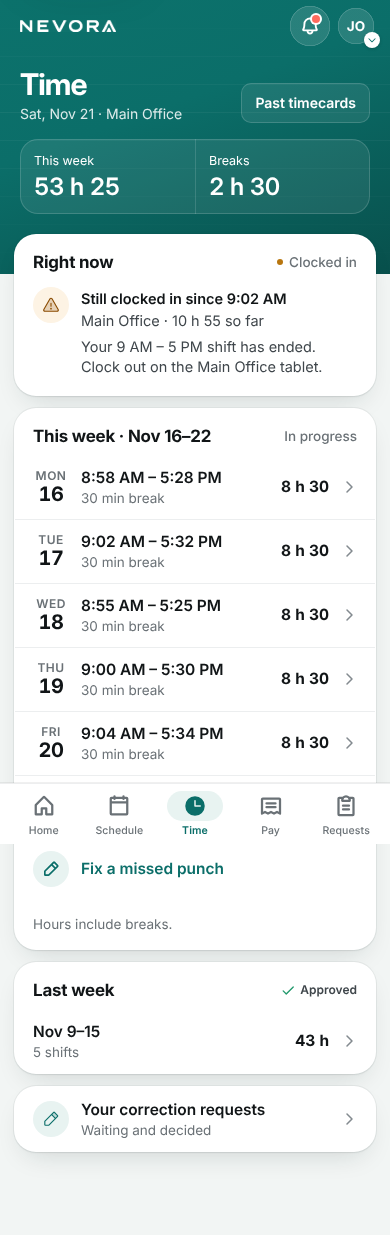 NEVORA
JO
Time
Sat, Nov 21 · Main Office
Past timecards
This week
53 h 25
Breaks
2 h 30
Right now
Clocked in
Still clocked in since 9:02 AM
Main Office · 10 h 55 so far
Your 9 AM – 5 PM shift has ended.
Clock out on the Main Office tablet.
This week · Nov 16–22
In progress
MON
16
8:58 AM – 5:28 PM
30 min break
8 h 30
TUE
17
9:02 AM – 5:32 PM
30 min break
8 h 30
WED
18
8:55 AM – 5:25 PM
30 min break
8 h 30
THU
19
9:00 AM – 5:30 PM
30 min break
8 h 30
FRI
20
9:04 AM – 5:34 PM
30 min break
8 h 30
Home
Schedule
Time
Pay
Requests
Fix a missed punch
Hours include breaks.
Last week
Approved
Nov 9–15
5 shifts
43 h
Your correction requests
Waiting and decided